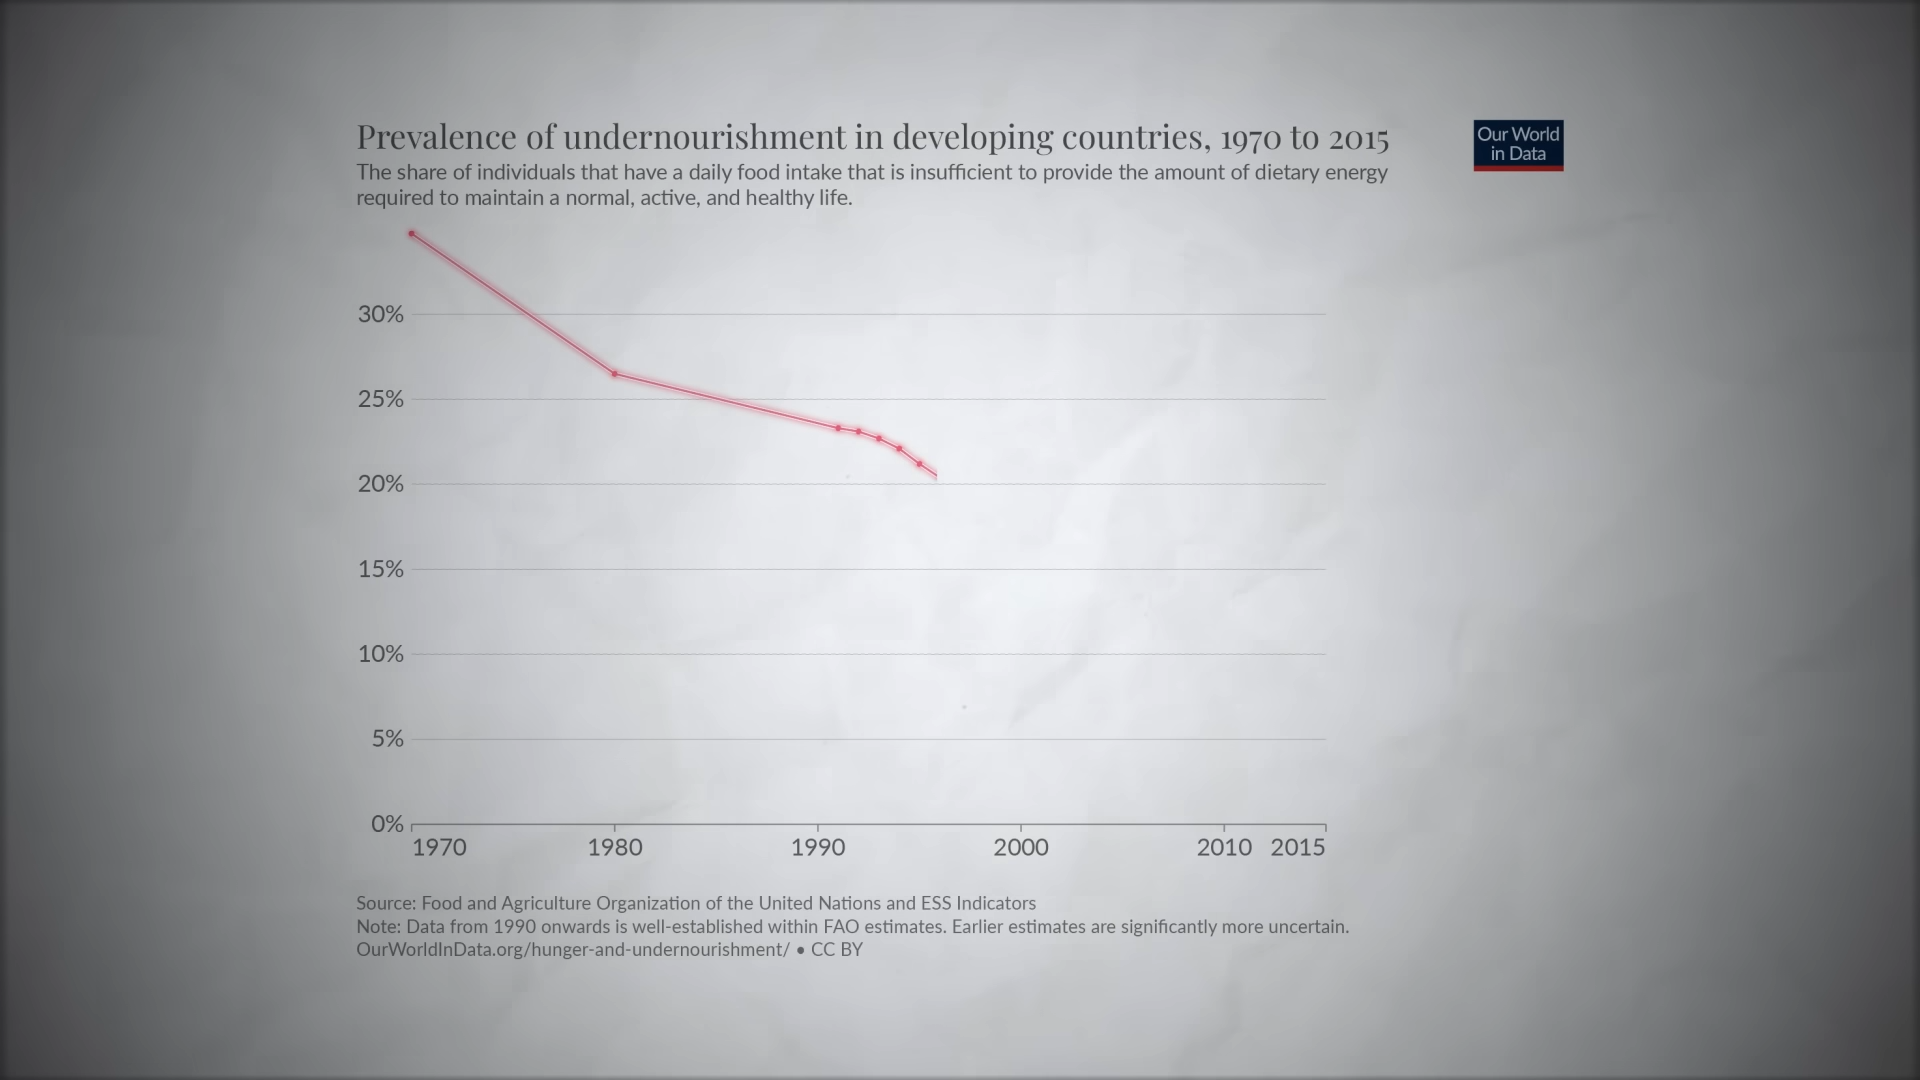 Prevalence of undernourishment in developing countries, 1970 to 2015
Our World
in Data
The share of individuals that have a daily food intake that is insufficient to provide the amount of dietary energy
required to maintain a normal, active, and healthy life.
30%
25%
20%
15%
10%
5%
0%
1970 1980 1990 2000 2010 2015
Source: Food and Agriculture Organization of the United Nations and ESS Indicators
Note: Data from 1990 onwards is well-established within FAO estimates. Earlier estimates are significantly more uncertain.
OurWorldInData.org/hunger-and-undernourishment/ • CC BY